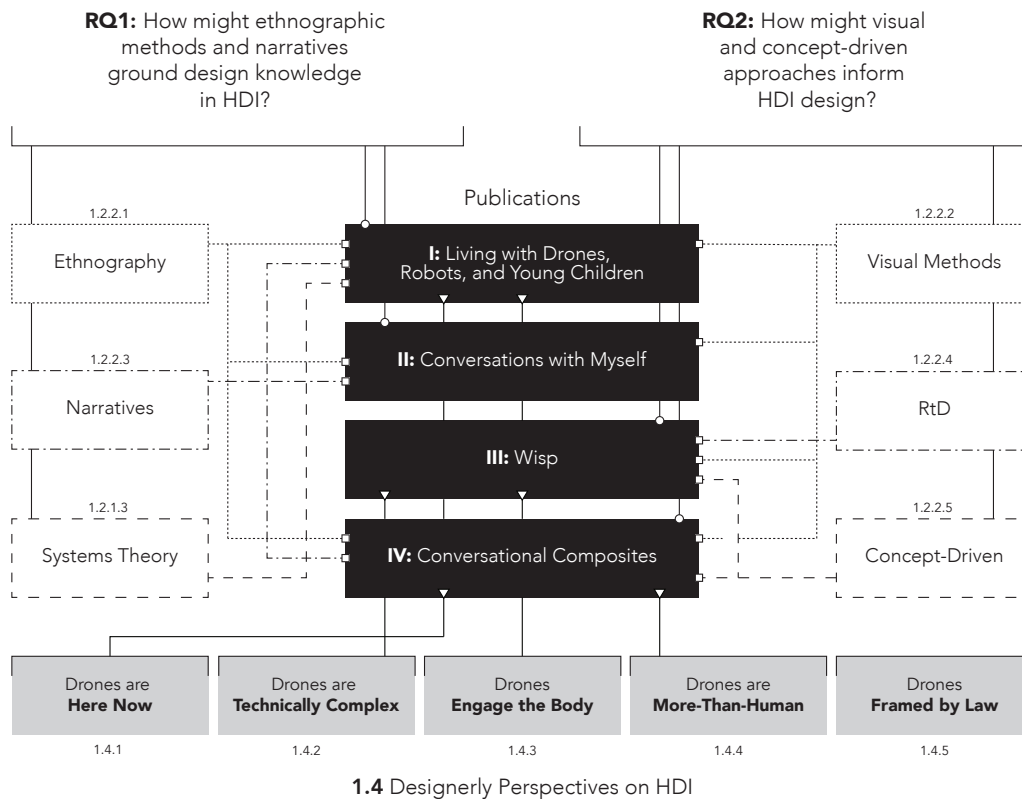 RQ1: How might ethnographic
methods and narratives
ground design knowledge
in HDI?
RQ2: How might visual
and concept-driven
approaches inform
HDI design?
Publications
1.2.2.1
Ethnography
1.2.2.3
Narratives
1.2.1.3
Systems Theory
I: Living with Drones,
Robots, and Young Children
II: Conversations with Myself
III: Wisp
IV: Conversational Composites
1.2.2.2
Visual Methods
1.2.2.4
RtD
1.2.2.5
Concept-Driven
Drones are
Here Now
1.4.1
Drones are
Technically Complex
1.4.2
Drones
Engage the Body
1.4.3
Drones are
More-Than-Human
1.4.4
Drones
Framed by Law
1.4.5
1.4 Designerly Perspectives on HDI